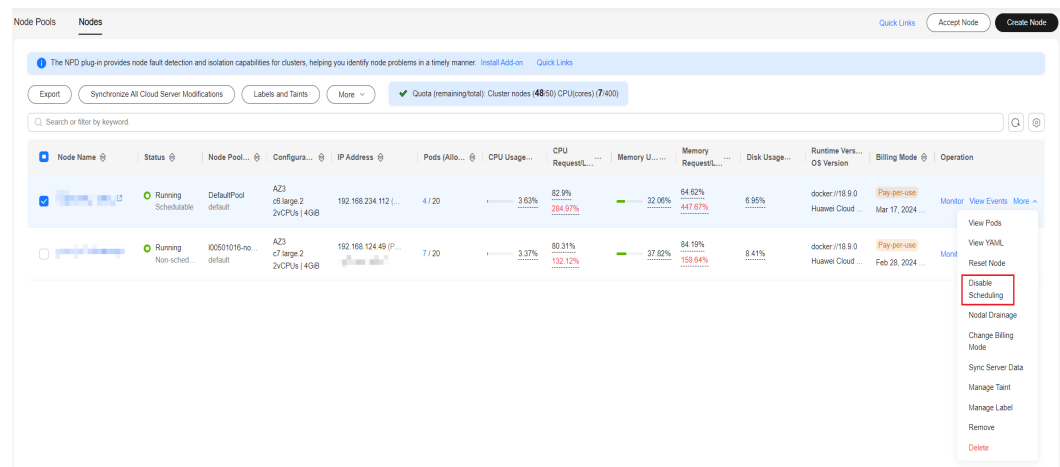 Node Pools Nodes Quick Links Accept Node Create Node
The NPD plug-in provides node fault detection and isolation capabilities for clusters, helping you identify node problems in a timely manner. Install Add-on Quick Links
Export Synchronize All Cloud Server Modifications Labels and Taints More Quota (remaining/total): Cluster nodes (48/50) CPU(cores) (7/400)
Search or filter by keyword.
Node Name Status Node Pool... Configura... IP Address Pods (Allo... CPU Usage... CPU Request/L... ... Memory U... ... Memory Request/L... ... Disk Usage... Runtime Vers... OS Version Billing Mode Operation
Running DefaultPool AZ3 82.9% 64.62% docker://18.9.0 Pay-per-use
Schedulable default c6.large.2 192.168.234.112 (... 4 / 20 3.63% 284.97% 32.06% 447.67% 6.95% Huawei Cloud ... Mar 17, 2024 ... Monitor View Events More
2vCPUs | 4GiB
View Pods
View YAML
Running AZ3 192.168.124.49 (P... 80.31% 84.19% docker://18.9.0 Pay-per-use
Non-sched... default c7.large.2 7 / 20 3.37% 132.12% 37.82% 159.64% 8.41% Huawei Cloud ... Feb 28, 2024 ... Monit
2vCPUs | 4GiB
Reset Node
Disable
Scheduling
Nodal Drainage
Change Billing
Mode
Sync Server Data
Manage Taint
Manage Label
Remove
Delete